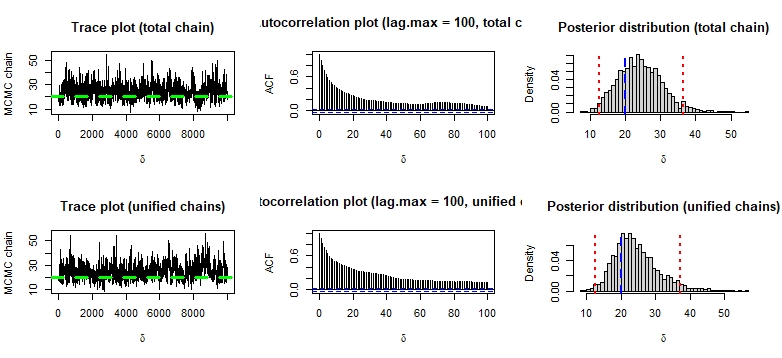 Trace plot (total chain)
MCMC chain
10 30 50
0 2000 4000 6000 8000
δ
utocorrelation plot (lag.max = 100, total c
ACF
0.0 0.6
0 20 40 60 80 100
δ
Posterior distribution (total chain)
Density
0.00 0.04
10 20 30 40 50
δ
Trace plot (unified chains)
MCMC chain
10 30 50
0 2000 4000 6000 8000
δ
tocorrelation plot (lag.max = 100, unified
ACF
0.0 0.6
0 20 40 60 80 100
δ
Posterior distribution (unified chains)
Density
0.00 0.04
10 20 30 40 50
δ